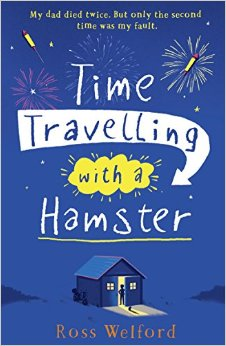 My dad died twice. But only the second
time was my fault.
Time
Travelling
with a
Hamster
Ross Welford